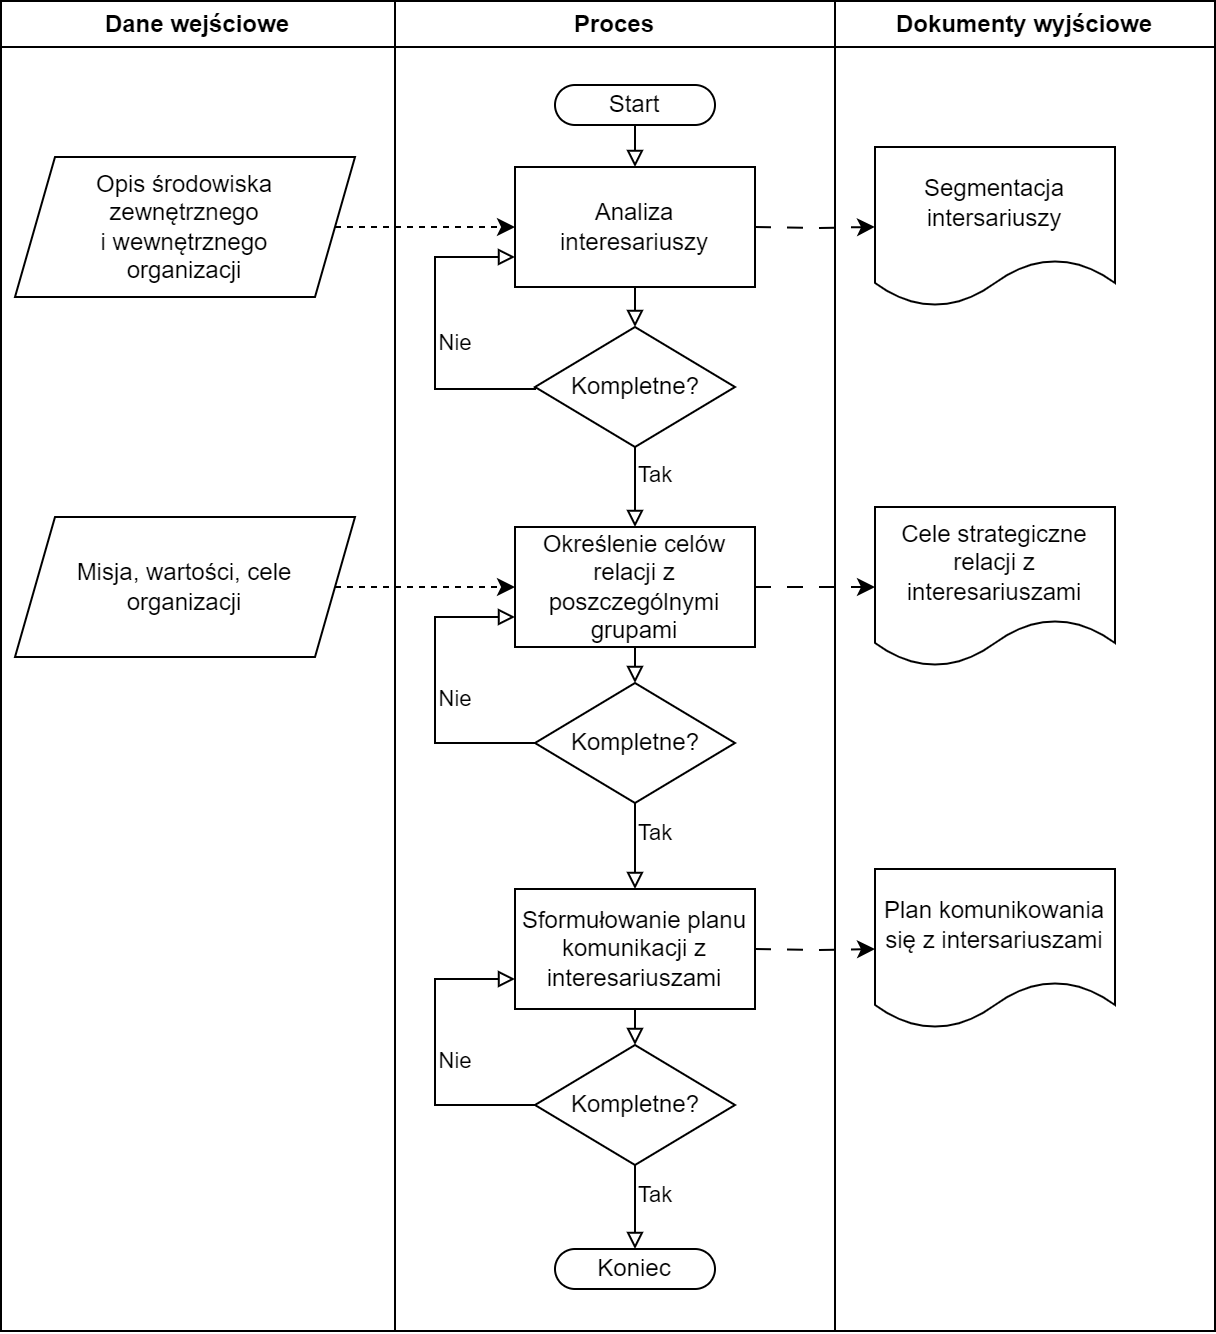 Dane wejściowe
Proces
Dokumenty wyjściowe
Start
Opis środowiska
zewnętrznego
i wewnętrznego
organizacji
Analiza
interesariuszy
Segmentacja
intersariuszy
Nie
Kompletne?
Tak
Misja, wartości, cele
organizacji
Określenie celów
relacji z
poszczególnymi
grupami
Cele strategiczne
relacji z
interesariuszami
Nie
Kompletne?
Tak
Sformułowanie planu
komunikacji z
interesariuszami
Plan komunikowania
się z intersariuszami
Nie
Kompletne?
Tak
Koniec